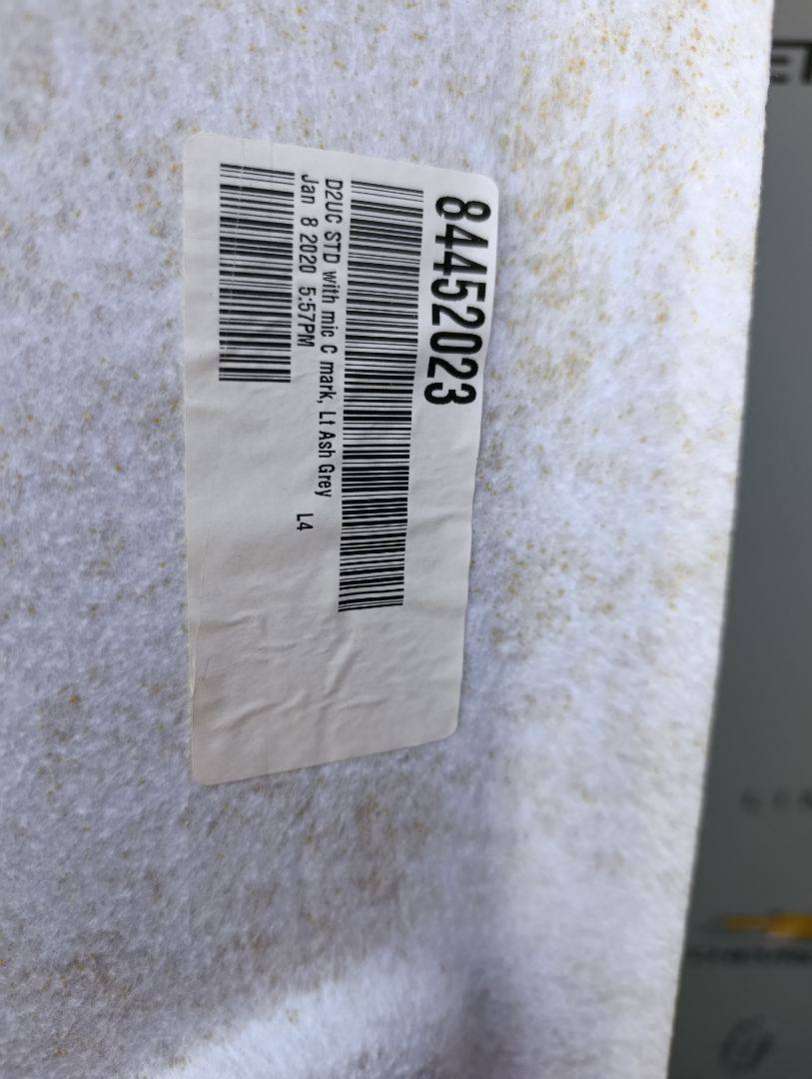 84452023
D2UC STD with mic C mark, Lt Ash Grey
Jan 8 2020 5:57PM L4